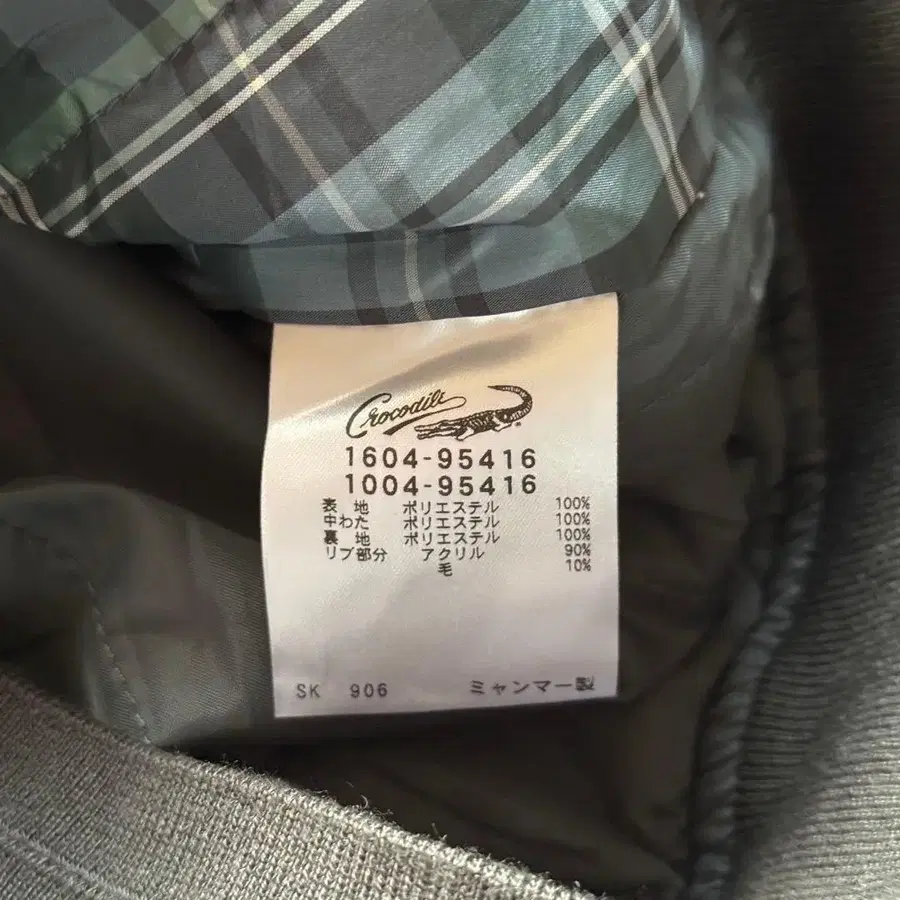 Crocodile
1604-95416
1004-95416
表 地 ポリエステル 100%
中わた ポリエステル 100%
裏 地 ポリエステル 100%
リブ部分 アクリル 90%
毛 10%
SK 906 ミャンマー製